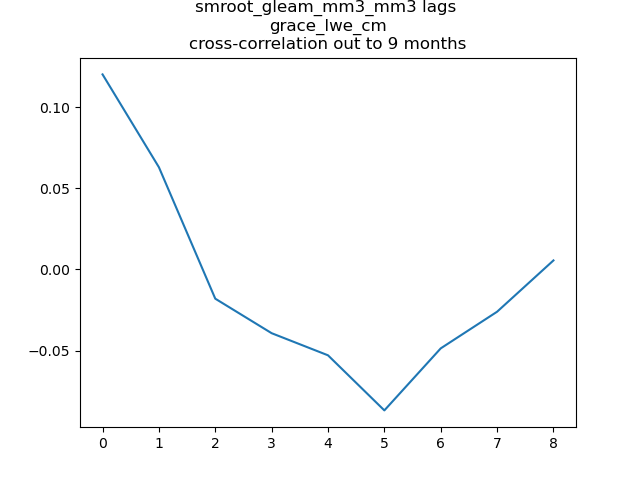 smroot_gleam_mm3_mm3 lags
grace_lwe_cm
cross-correlation out to 9 months
0.10
0.05
0.00
−0.05
0 1 2 3 4 5 6 7 8